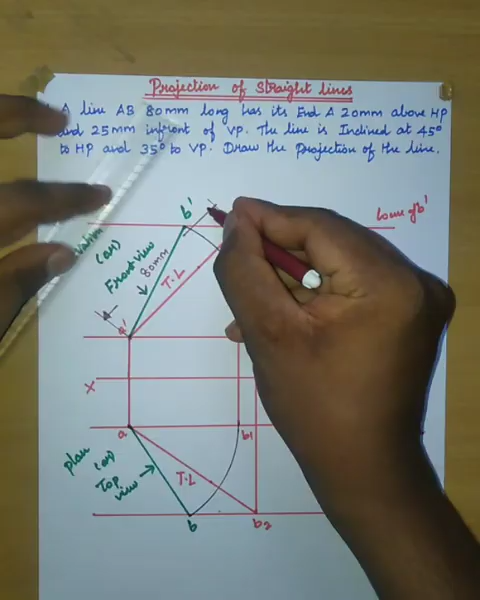 Projection of Straight lines
A line AB 80mm long has its End A 20mm above HP
and 25mm infront of VP. The line is Inclined at 45°
to HP and 35° to VP. Draw the Projection of the line.
b'
Locus of b'
(or)
Front view
80mm
T.L
a'
X
a
b1
plan
(or)
Top
view
T.L
b
b2